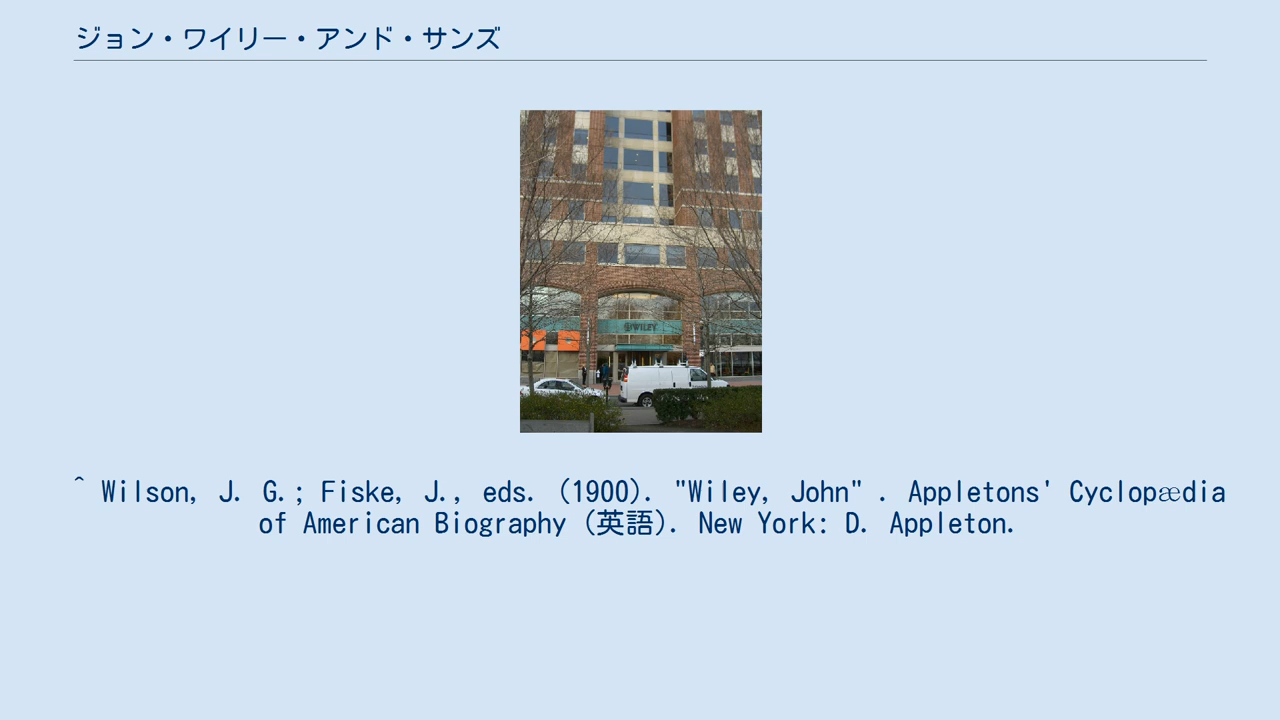 ジョン・ワイリー・アンド・サンズ
WILEY
^ Wilson, J. G.; Fiske, J., eds. (1900). "Wiley, John" . Appletons' Cyclopædia
of American Biography (英語). New York: D. Appleton.